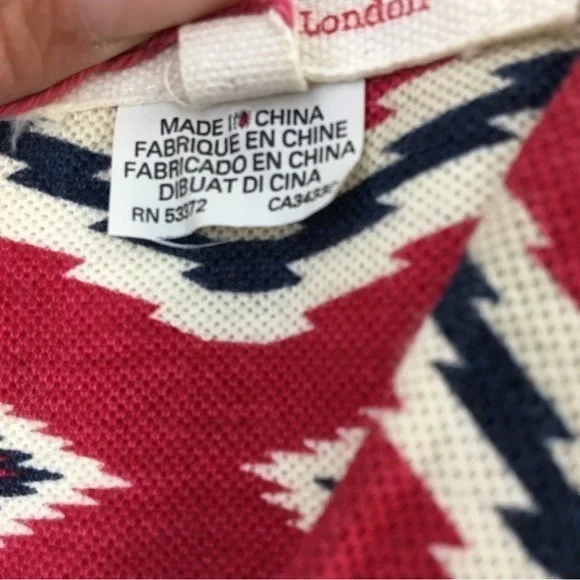 London
MADE IN CHINA
FABRIQUE EN CHINE
FABRICADO EN CHINA
DIBUAT DI CINA
RN 53372